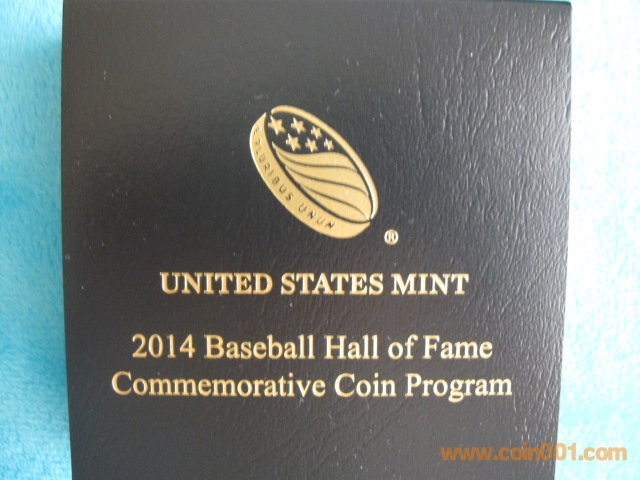 E PLURIBUS UNUM
®
UNITED STATES MINT
2014 Baseball Hall of Fame
Commemorative Coin Program
www.coin001.com